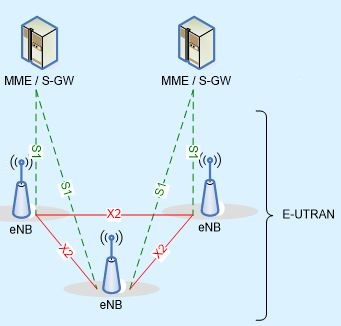 MME / S-GW
MME / S-GW
S1
S1
S1
S1
eNB
X2
eNB
E-UTRAN
X2
X2
eNB